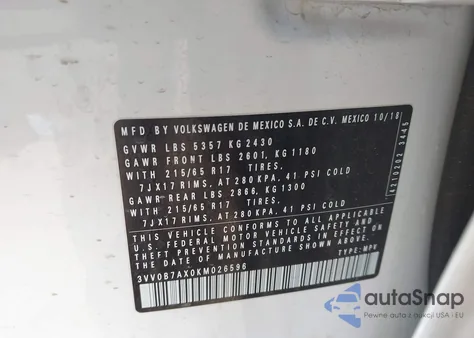 MFD BY VOLKSWAGEN DE MEXICO S.A. DE C.V. MEXICO 10/18
GVWR LBS 5357 KG 2430
GAWR FRONT LBS 2601, KG 1180
WITH 215/65 R17 TIRES.
7JX17 RIMS. AT 280 KPA, 41 PSI COLD
GAWR REAR LBS 2866, KG 1300
WITH 215/65 R17 TIRES.
7JX17 RIMS. AT 280 KPA, 41 PSI COLD
THIS VEHICLE CONFORMS TO ALL APPLICABLE
U.S. FEDERAL MOTOR VEHICLE SAFETY AND
THEFT PREVENTION STANDARDS IN EFFECT ON THE
DATE OF MANUFACTURE SHOWN ABOVE.
3VV0B7AX0KM026596 TYPE: MPV
16210202 3445
autoSnap
Pewne auta z aukcji USA i EU